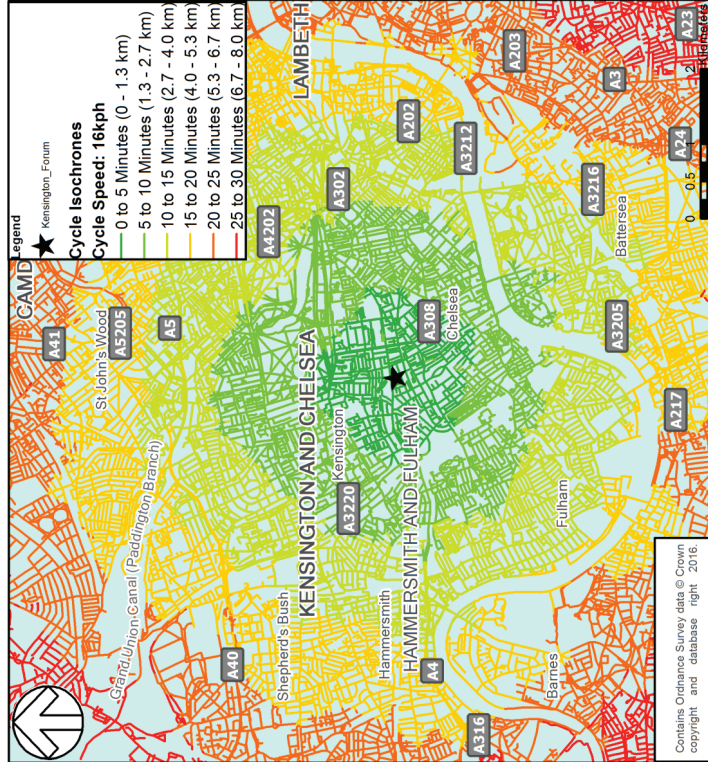 Legend
Kensington_Forum
Cycle Isochrones
Cycle Speed: 16kph
0 to 5 Minutes (0 - 1.3 km)
5 to 10 Minutes (1.3 - 2.7 km)
10 to 15 Minutes (2.7 - 4.0 km)
15 to 20 Minutes (4.0 - 5.3 km)
20 to 25 Minutes (5.3 - 6.7 km)
25 to 30 Minutes (6.7 - 8.0 km)
CAMD
LAMBETH
A41
St John's Wood
A5205
A5
A4202
A302
A202
A203
A23
A3
A3212
A24
A3216
Battersea
Grand Union Canal (Paddington Branch)
KENSINGTON AND CHELSEA
Kensington
A3220
A308
Chelsea
HAMMERSMITH AND FULHAM
A3205
A217
Fulham
A40
Shepherd's Bush
Hammersmith
A4
A316
Barnes
0 0.5 1 2
Kilometers
Contains Ordnance Survey data © Crown
copyright and database right 2016.